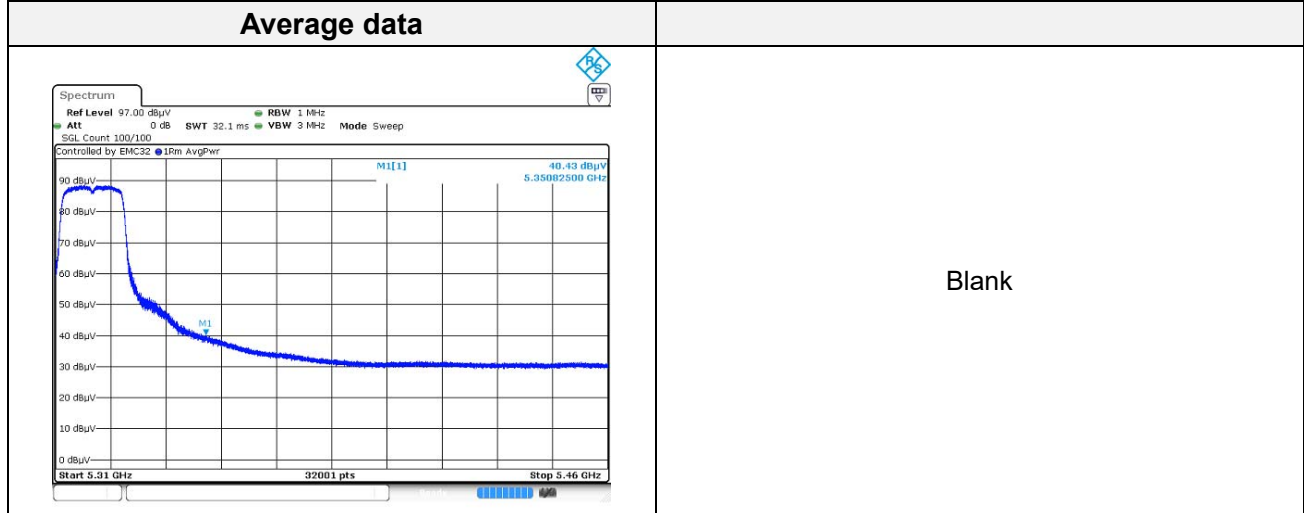 Average data
R&S
Spectrum
Ref Level 97.00 dBµV RBW 1 MHz
Att 0 dB SWT 32.1 ms VBW 3 MHz Mode Sweep
SGL Count 100/100
Controlled by EMC32 1Rm AvgPwr
M1[1] 40.43 dBµV
5.35082500 GHz
90 dBµV
80 dBµV
70 dBµV
60 dBµV
50 dBµV
M1
40 dBµV
30 dBµV
20 dBµV
10 dBµV
0 dBµV
Start 5.31 GHz 32001 pts Stop 5.46 GHz
Blank